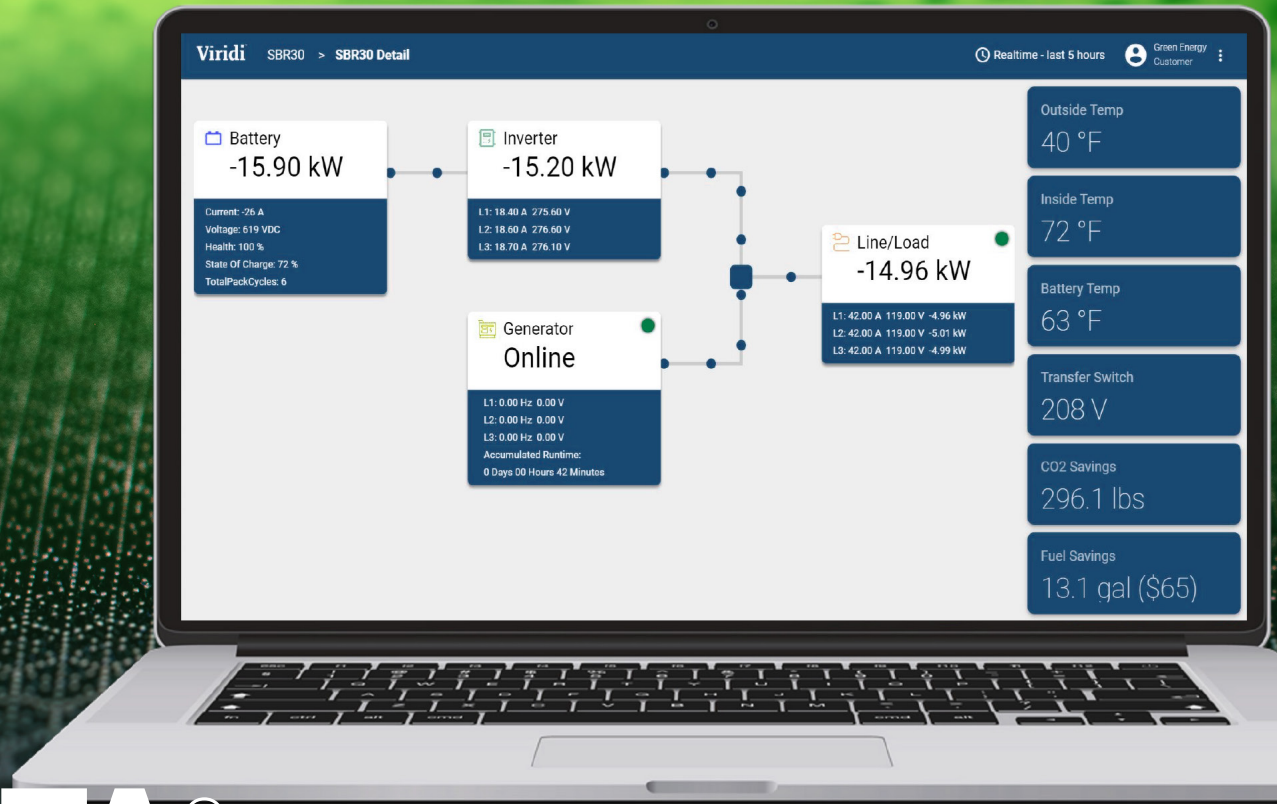 Viridi SBR30 > SBR30 Detail
Realtime - last 5 hours
Green Energy
Customer
Battery
-15.90 kW
Current: -26 A
Voltage: 619 VDC
Health: 100 %
State Of Charge: 72 %
TotalPackCycles: 6
Inverter
-15.20 kW
L1: 18.40 A 275.60 V
L2: 18.60 A 276.60 V
L3: 18.70 A 276.10 V
Generator
Online
L1: 0.00 Hz 0.00 V
L2: 0.00 Hz 0.00 V
L3: 0.00 Hz 0.00 V
Accumulated Runtime:
0 Days 00 Hours 42 Minutes
Line/Load
-14.96 kW
L1: 42.00 A 119.00 V -4.96 kW
L2: 42.00 A 119.00 V -5.01 kW
L3: 42.00 A 119.00 V -4.99 kW
Outside Temp
40 °F
Inside Temp
72 °F
Battery Temp
63 °F
Transfer Switch
208 V
CO2 Savings
296.1 lbs
Fuel Savings
13.1 gal ($65)